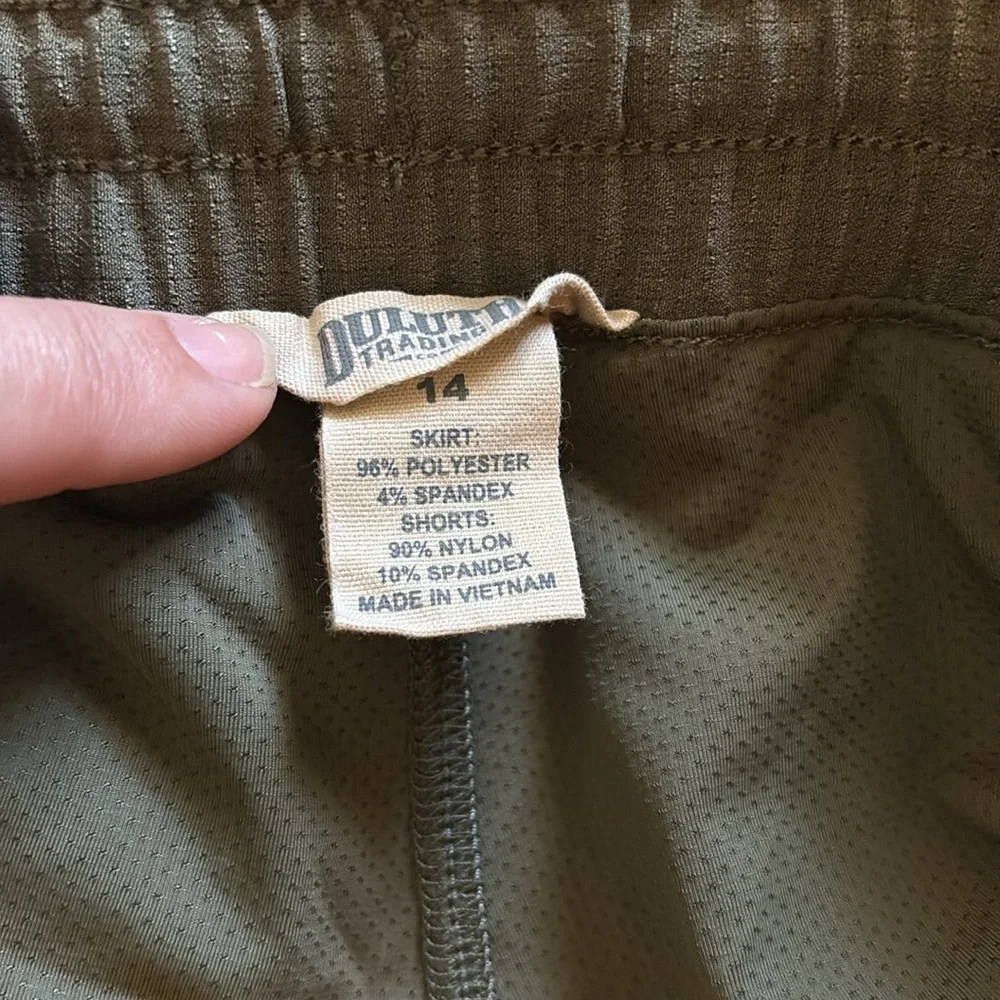 DULUTH
TRADING
14
SKIRT:
96% POLYESTER
4% SPANDEX
SHORTS:
90% NYLON
10% SPANDEX
MADE IN VIETNAM